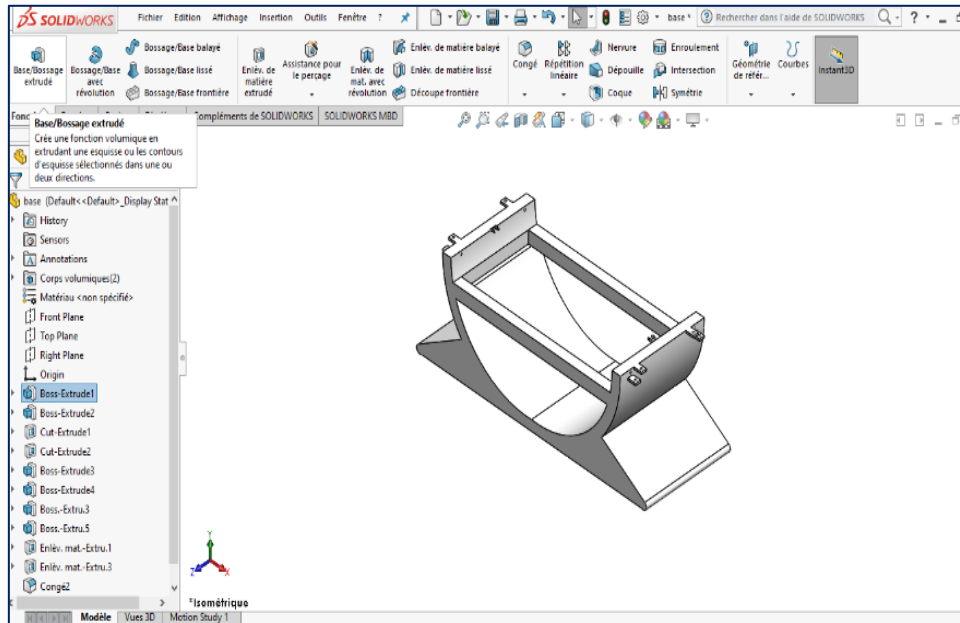 SOLIDWORKS Fichier Edition Affichage Insertion Outils Fenêtre ? base * Rechercher dans l'aide de SOLIDWORKS ?
Base/Bossage extrudé
Bossage/Base avec révolution
Bossage/Base balayé
Bossage/Base lissé
Bossage/Base frontière
Enlèv. de matière extrudé
Assistance pour le perçage
Enlèv. de mat. avec révolution
Enlèv. de matière balayé
Enlèv. de matière lissé
Découpe frontière
Congé
Répétition linéaire
Nervure
Dépouille
Coque
Enroulement
Intersection
Symétrie
Géométrie de référ...
Courbes
Instant3D
Compléments de SOLIDWORKS SOLIDWORKS MBD
Base/Bossage extrudé
Crée une fonction volumique en
extrudant une esquisse ou les contours
d'esquisse sélectionnés dans une ou
deux directions.
base (Default<<Default>_Display Stat
History
Sensors
Annotations
Corps volumiques(2)
Matériau <non spécifié>
Front Plane
Top Plane
Right Plane
Origin
Boss-Extrude1
Boss-Extrude2
Cut-Extrude1
Cut-Extrude2
Boss-Extrude3
Boss-Extrude4
Boss.-Extru.3
Boss.-Extru.5
Enlèv. mat.-Extru.1
Enlèv. mat.-Extru.3
Congé2
Y
Z X
*Isométrique
Modèle Vues 3D Motion Study 1